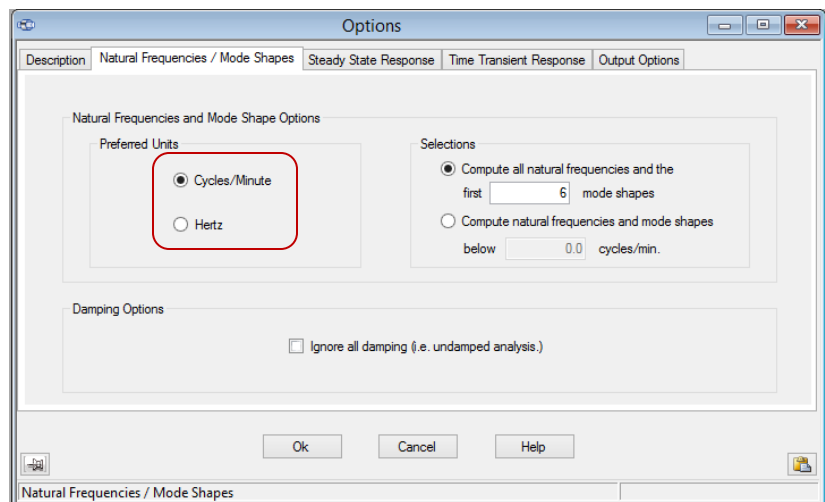 Options
Description Natural Frequencies / Mode Shapes Steady State Response Time Transient Response Output Options
Natural Frequencies and Mode Shape Options
Preferred Units
Cycles/Minute
Hertz
Selections
Compute all natural frequencies and the
first 6 mode shapes
Compute natural frequencies and mode shapes
below 0.0 cycles/min.
Damping Options
Ignore all damping (i.e. undamped analysis.)
Ok Cancel Help
Natural Frequencies / Mode Shapes